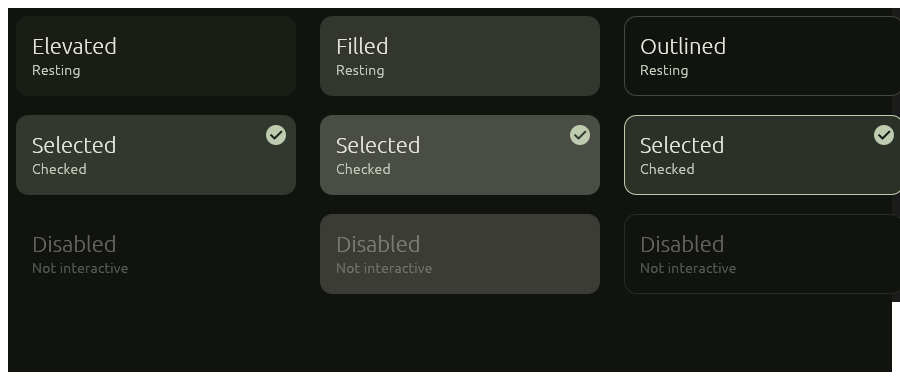 Elevated
Resting
Filled
Resting
Outlined
Resting
Selected
Checked
Selected
Checked
Selected
Checked
Disabled
Not interactive
Disabled
Not interactive
Disabled
Not interactive